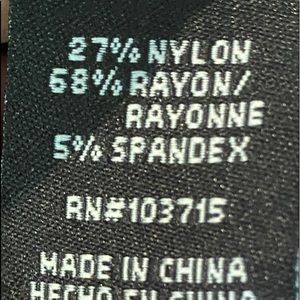 27% NYLON
68% RAYON/
RAYONNE
5% SPANDEX
RN#103715
MADE IN CHINA
HECHO EN CHINA